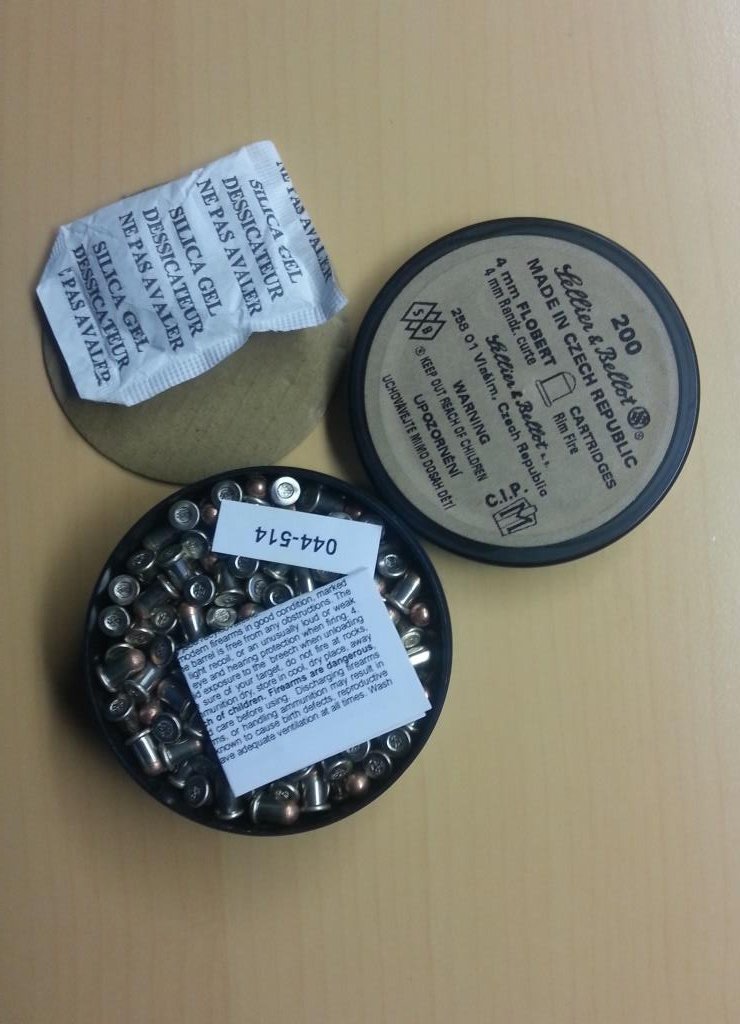 NE PAS AVALER
SILICA GEL
DESSICATEUR
NE PAS AVALER
SILICA GEL
DESSICATEUR
NE PAS AVALER
SILICA GEL
DESSICATEUR
PAS AVALER
200
Sellier & Bellot ®
MADE IN CZECH REPUBLIC
4 mm FLOBERT CARTRIDGES
4 mm Randz. curte Rim Fire
S B
Sellier & Bellot
258 01 Vlašim, Czech Republic
WARNING
KEEP OUT REACH OF CHILDREN
UPOZORNĚNÍ
UCHOVÁVEJTE MIMO DOSAH DĚTÍ
C.I.P.
M
044-514
modern firearms in good condition, marked
barrel is free from any obstructions. The
light recoil, or an unusually loud or weak
eye and hearing protection when firing 4.
exposure to the breech when unloading
sure of your target, do not fire at rocks,
munition dry, store in cool, dry place, away
ch of children. Firearms are dangerous,
care before using. Discharging firearms
ms, or handling ammunition may result in
known to cause birth defects, reproductive
ave adequate ventilation at all times. Wash